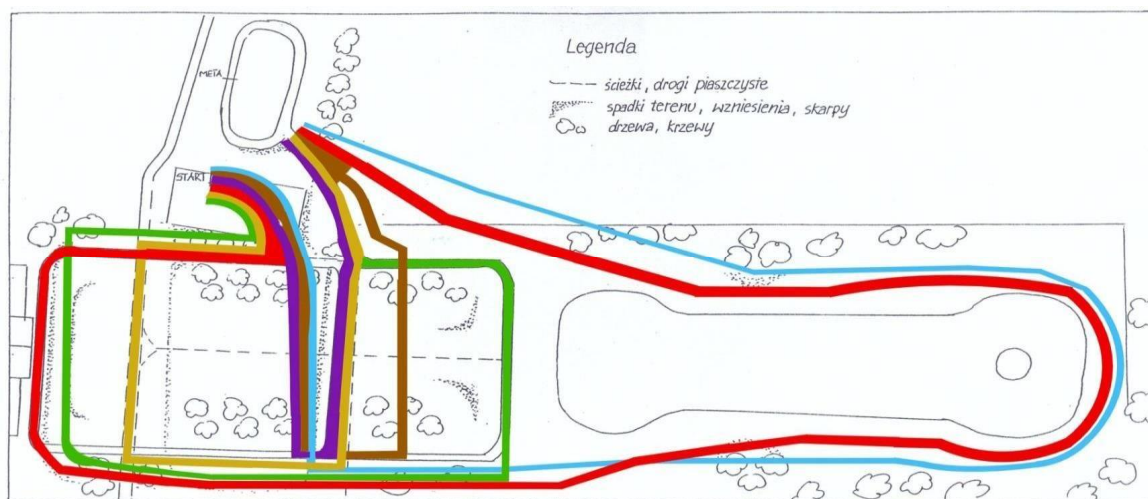 Legenda
ścieżki, drogi piaszczyste
spadki terenu, wzniesienia, skarpy
drzewa, krzewy
META
START